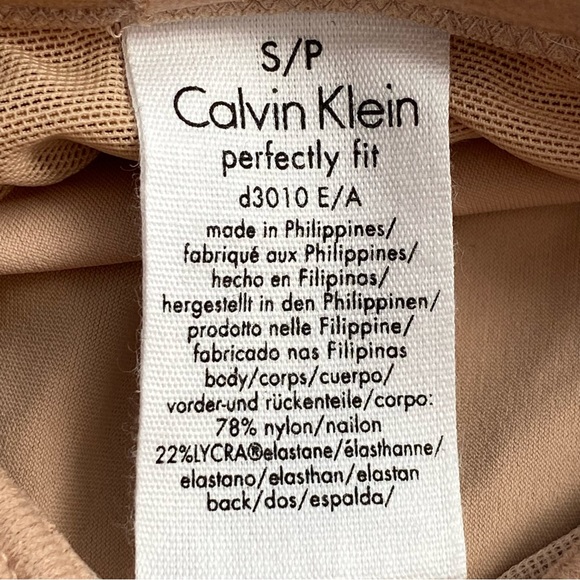 S/P
Calvin Klein
perfectly fit
d3010 E/A
made in Philippines/
fabriqué aux Philippines/
hecho en Filipinas/
hergestellt in den Philippinen/
prodotto nelle Filippine/
fabricado nas Filipinas
body/corps/cuerpo/
vorder-und rückenteile/corpo:
78% nylon/nailon
22%LYCRA®elastane/élasthanne/
elastano/elasthan/elastan
back/dos/espalda/